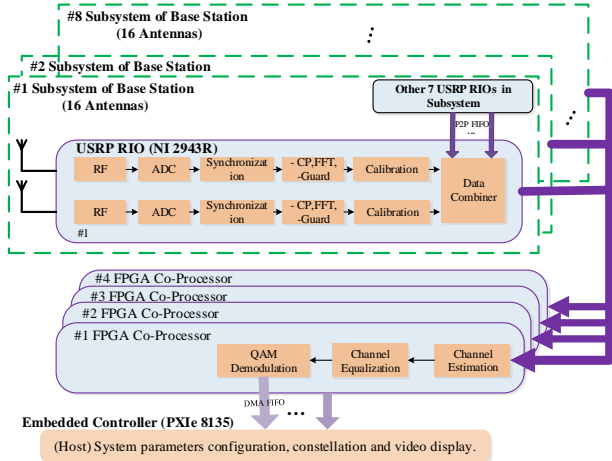 #8 Subsystem of Base Station
(16 Antennas)
#2 Subsystem of Base Station
#1 Subsystem of Base Station
(16 Antennas)
Other 7 USRP RIOs in
Subsystem
P2P FIFO
USRP RIO (NI 2943R)
RF
ADC
Synchronizat
ion
- CP,FFT,
-Guard
Calibration
Data
Combiner
RF
ADC
Synchronizat
ion
- CP,FFT,
-Guard
Calibration
#1
#4 FPGA Co-Processor
#3 FPGA Co-Processor
#2 FPGA Co-Processor
#1 FPGA Co-Processor
QAM
Demodulation
Channel
Equalization
Channel
Estimation
DMA FIFO
Embedded Controller (PXIe 8135)
(Host) System parameters configuration, constellation and video display.